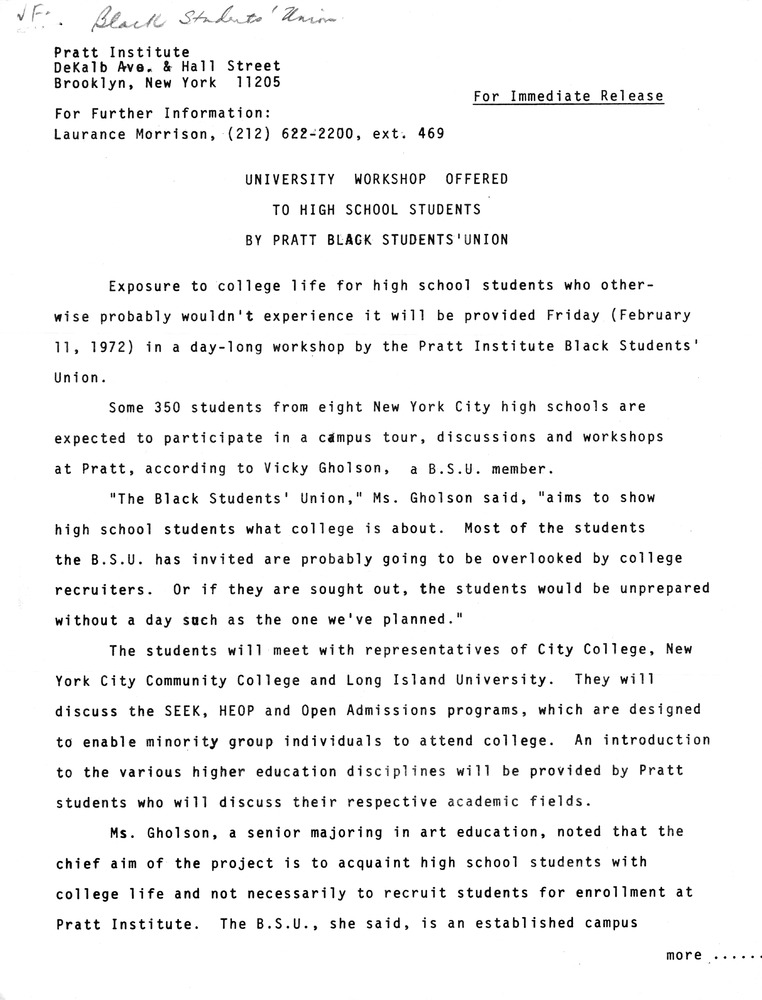 VF. Black Students' Union
Pratt Institute
DeKalb Ave. & Hall Street
Brooklyn, New York 11205
For Immediate Release
For Further Information:
Laurance Morrison, (212) 622-2200, ext. 469
UNIVERSITY WORKSHOP OFFERED
TO HIGH SCHOOL STUDENTS
BY PRATT BLACK STUDENTS'UNION
Exposure to college life for high school students who other-
wise probably wouldn't experience it will be provided Friday (February
11, 1972) in a day-long workshop by the Pratt Institute Black Students'
Union.
Some 350 students from eight New York City high schools are
expected to participate in a campus tour, discussions and workshops
at Pratt, according to Vicky Gholson, a B.S.U. member.
"The Black Students' Union," Ms. Gholson said, "aims to show
high school students what college is about. Most of the students
the B.S.U. has invited are probably going to be overlooked by college
recruiters. Or if they are sought out, the students would be unprepared
without a day such as the one we've planned."
The students will meet with representatives of City College, New
York City Community College and Long Island University. They will
discuss the SEEK, HEOP and Open Admissions programs, which are designed
to enable minority group individuals to attend college. An introduction
to the various higher education disciplines will be provided by Pratt
students who will discuss their respective academic fields.
Ms. Gholson, a senior majoring in art education, noted that the
chief aim of the project is to acquaint high school students with
college life and not necessarily to recruit students for enrollment at
Pratt Institute. The B.S.U., she said, is an established campus
more ......